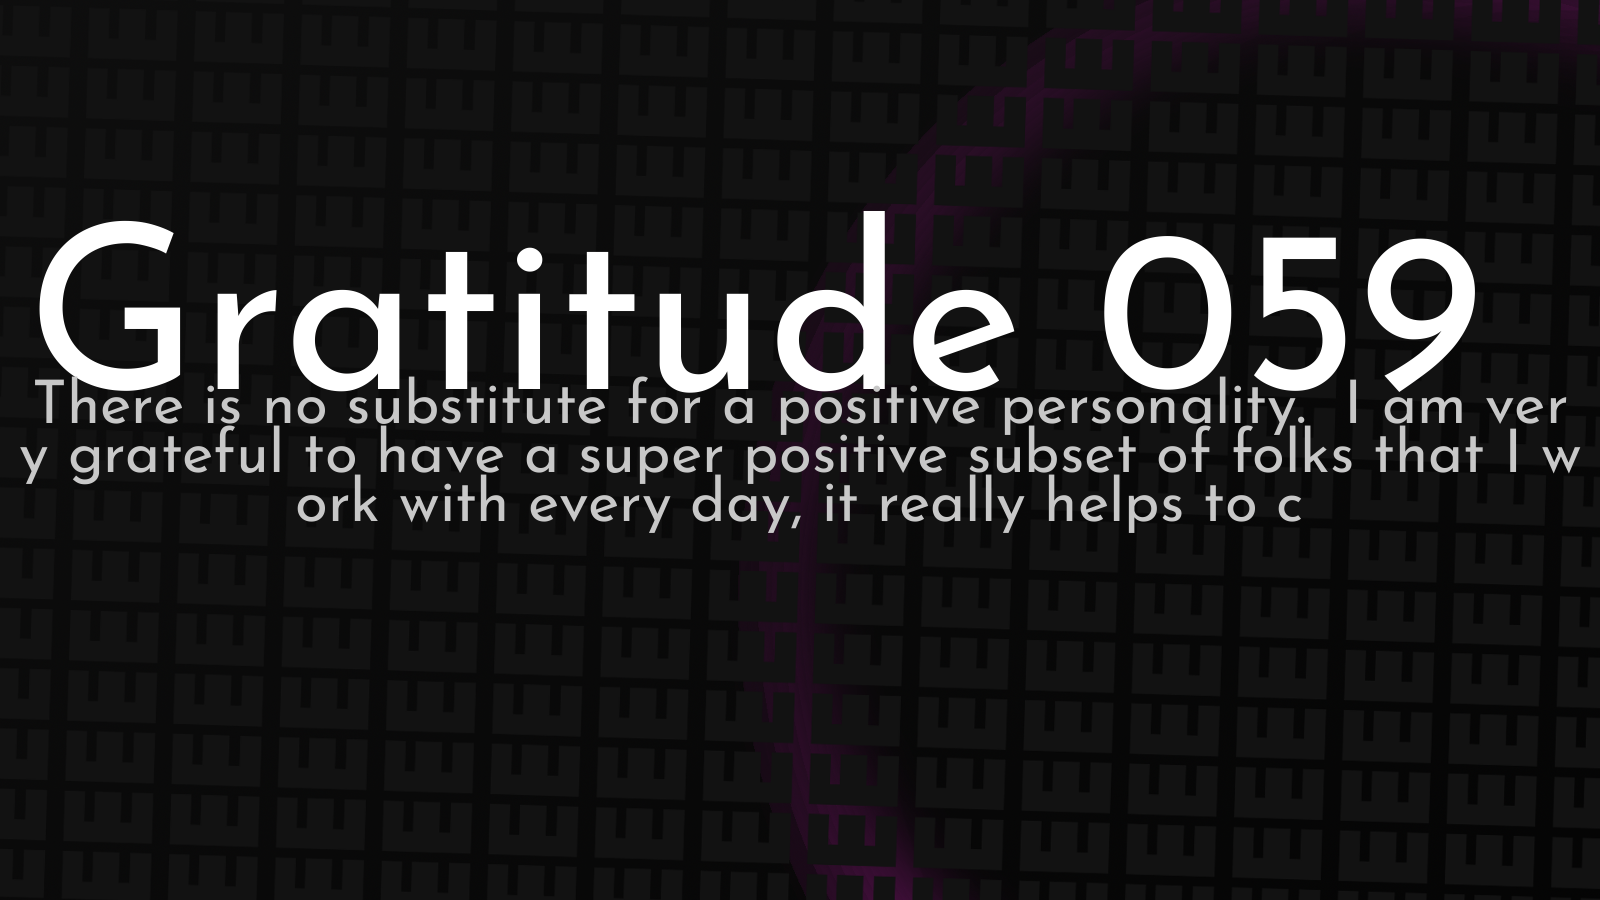 Gratitude 059
There is no substitute for a positive personality.  I am ver
y grateful to have a super positive subset of folks that I w
ork with every day, it really helps to c